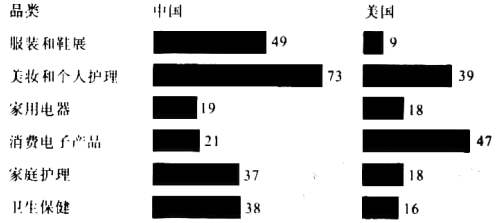 品类 中国 美国
服装和鞋展 49 9
美妆和个人护理 73 39
家用电器 19 18
消费电子产品 21 47
家庭护理 37 18
卫生保健 38 16